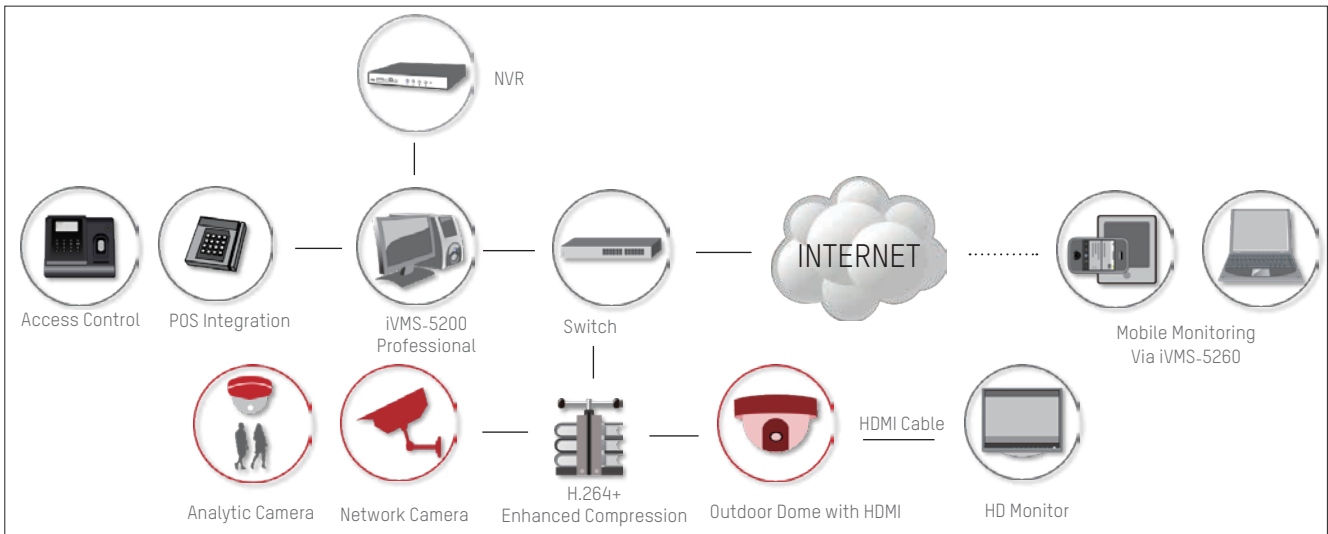 NVR
INTERNET
Access Control
POS Integration
iVMS-5200
Professional
Switch
Mobile Monitoring
Via iVMS-5260
HDMI Cable
Analytic Camera
Network Camera
H.264+
Enhanced Compression
Outdoor Dome with HDMI
HD Monitor